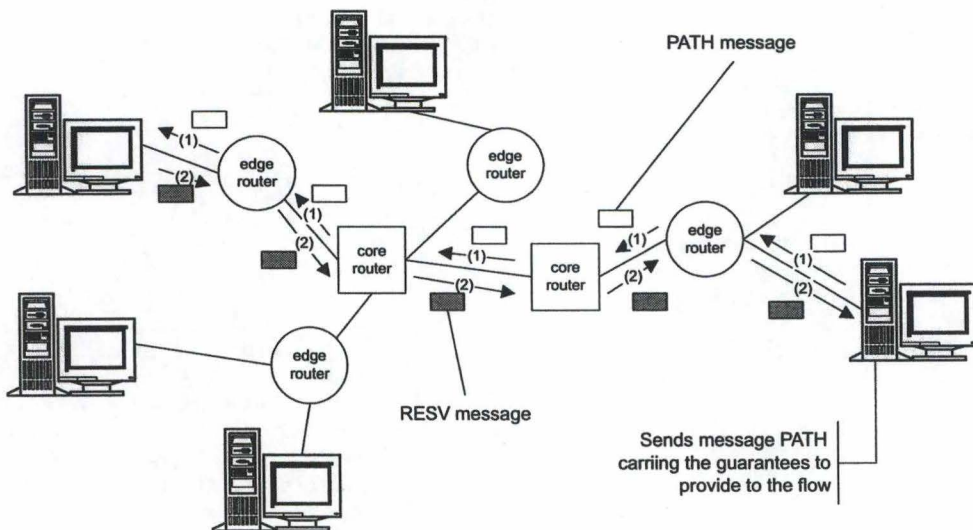 PATH message
(1)
(2)
edge
router
edge
router
(1)
(2)
core
router
(1)
(2)
core
router
(1)
(2)
edge
router
(1)
(2)
edge
router
RESV message
Sends message PATH
carriing the guarantees to
provide to the flow